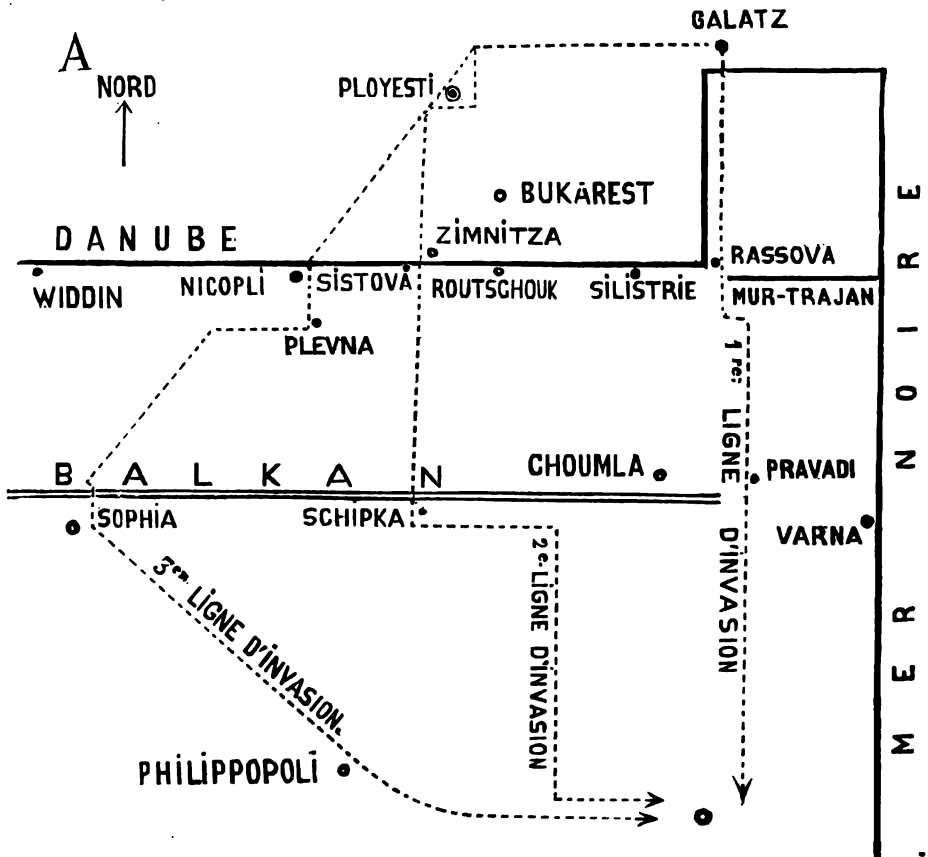 GALATZ
A
NORD
PLOYESTI
BUKAREST
DANUBE
ZIMNITZA
RASSOVA
WIDDIN
NICOPLI
SISTOVA
ROUTSCHOUK
SILISTRIE
MUR-TRAJAN
PLEVNA
1re: LIGNE D'INVASION
MER NOIRE
BALKAN
CHOUMLA
PRAVADI
SOPHIA
SCHIPKA
VARNA
2e. LIGNE D'INVASION
3em LIGNE D'INVASION.
PHILIPPOPOLI